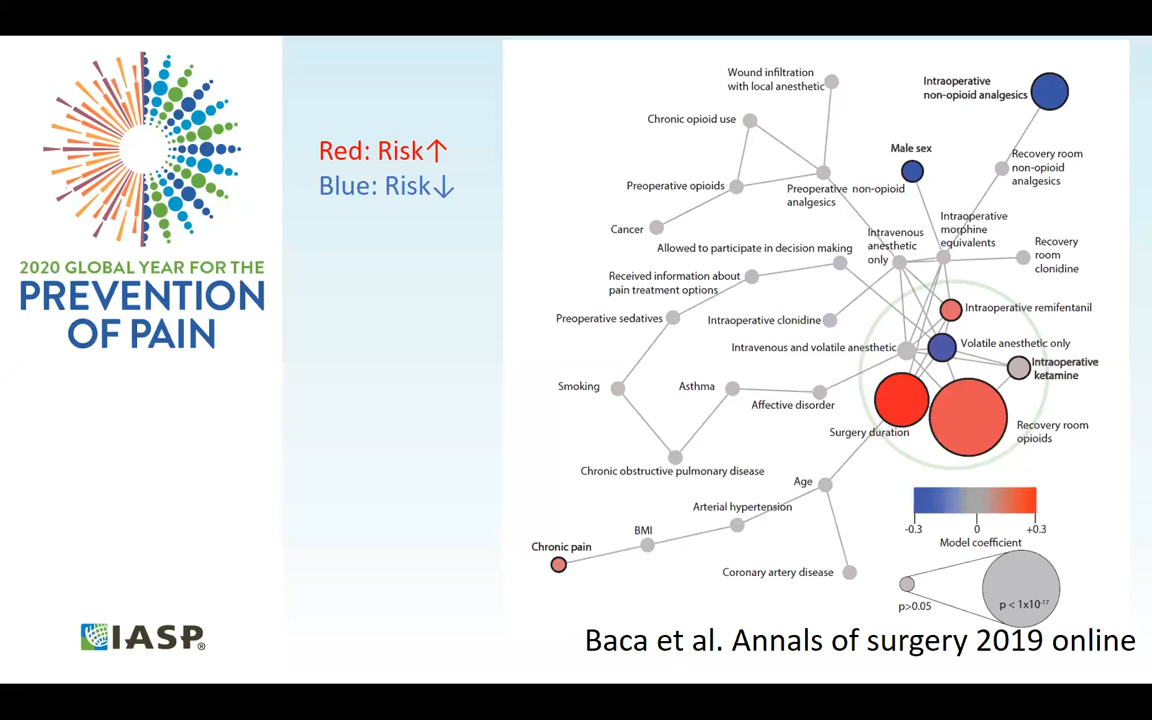 2020 GLOBAL YEAR FOR THE
PREVENTION
OF PAIN
IASP®
Red: Risk↑
Blue: Risk↓
Wound infiltration
with local anesthetic
Intraoperative
non-opioid analgesics
Chronic opioid use
Male sex
Recovery room
non-opioid
analgesics
Preoperative opioids
Preoperative non-opioid
analgesics
Cancer
Intraoperative
morphine
equivalents
Intravenous
anesthetic
only
Recovery
room
clonidine
Allowed to participate in decision making
Received information about
pain treatment options
Intraoperative remifentanil
Preoperative sedatives
Intraoperative clonidine
Intravenous and volatile anesthetic
Volatile anesthetic only
Intraoperative
ketamine
Smoking
Asthma
Affective disorder
Surgery duration
Recovery room
opioids
Chronic obstructive pulmonary disease
Age
Arterial hypertension
BMI
Chronic pain
Coronary artery disease
-0.3
0
+0.3
Model coefficient
p>0.05
p < 1x10⁻¹⁷
Baca et al. Annals of surgery 2019 online